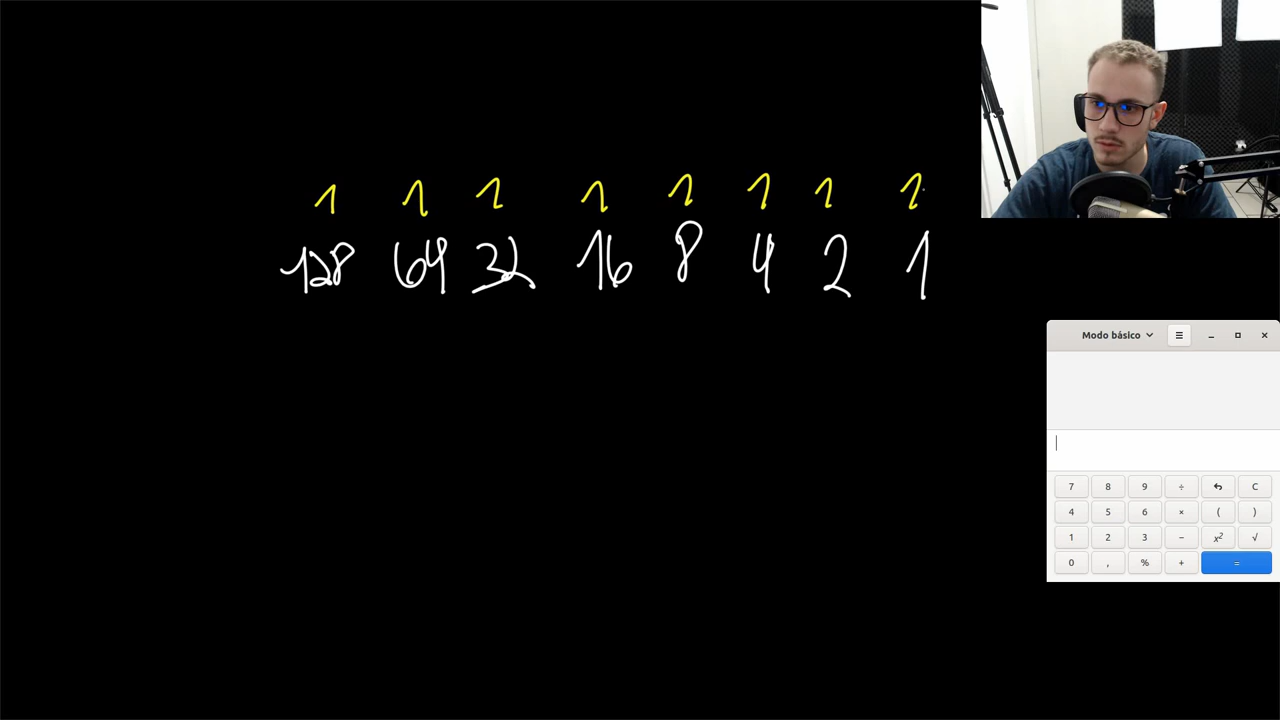 1 1 1 1 1 1 1 1
128 64 32 16 8 4 2 1
Modo básico
7 8 9 ÷ C
4 5 6 × ( )
1 2 3 − x² √
0 , % + =